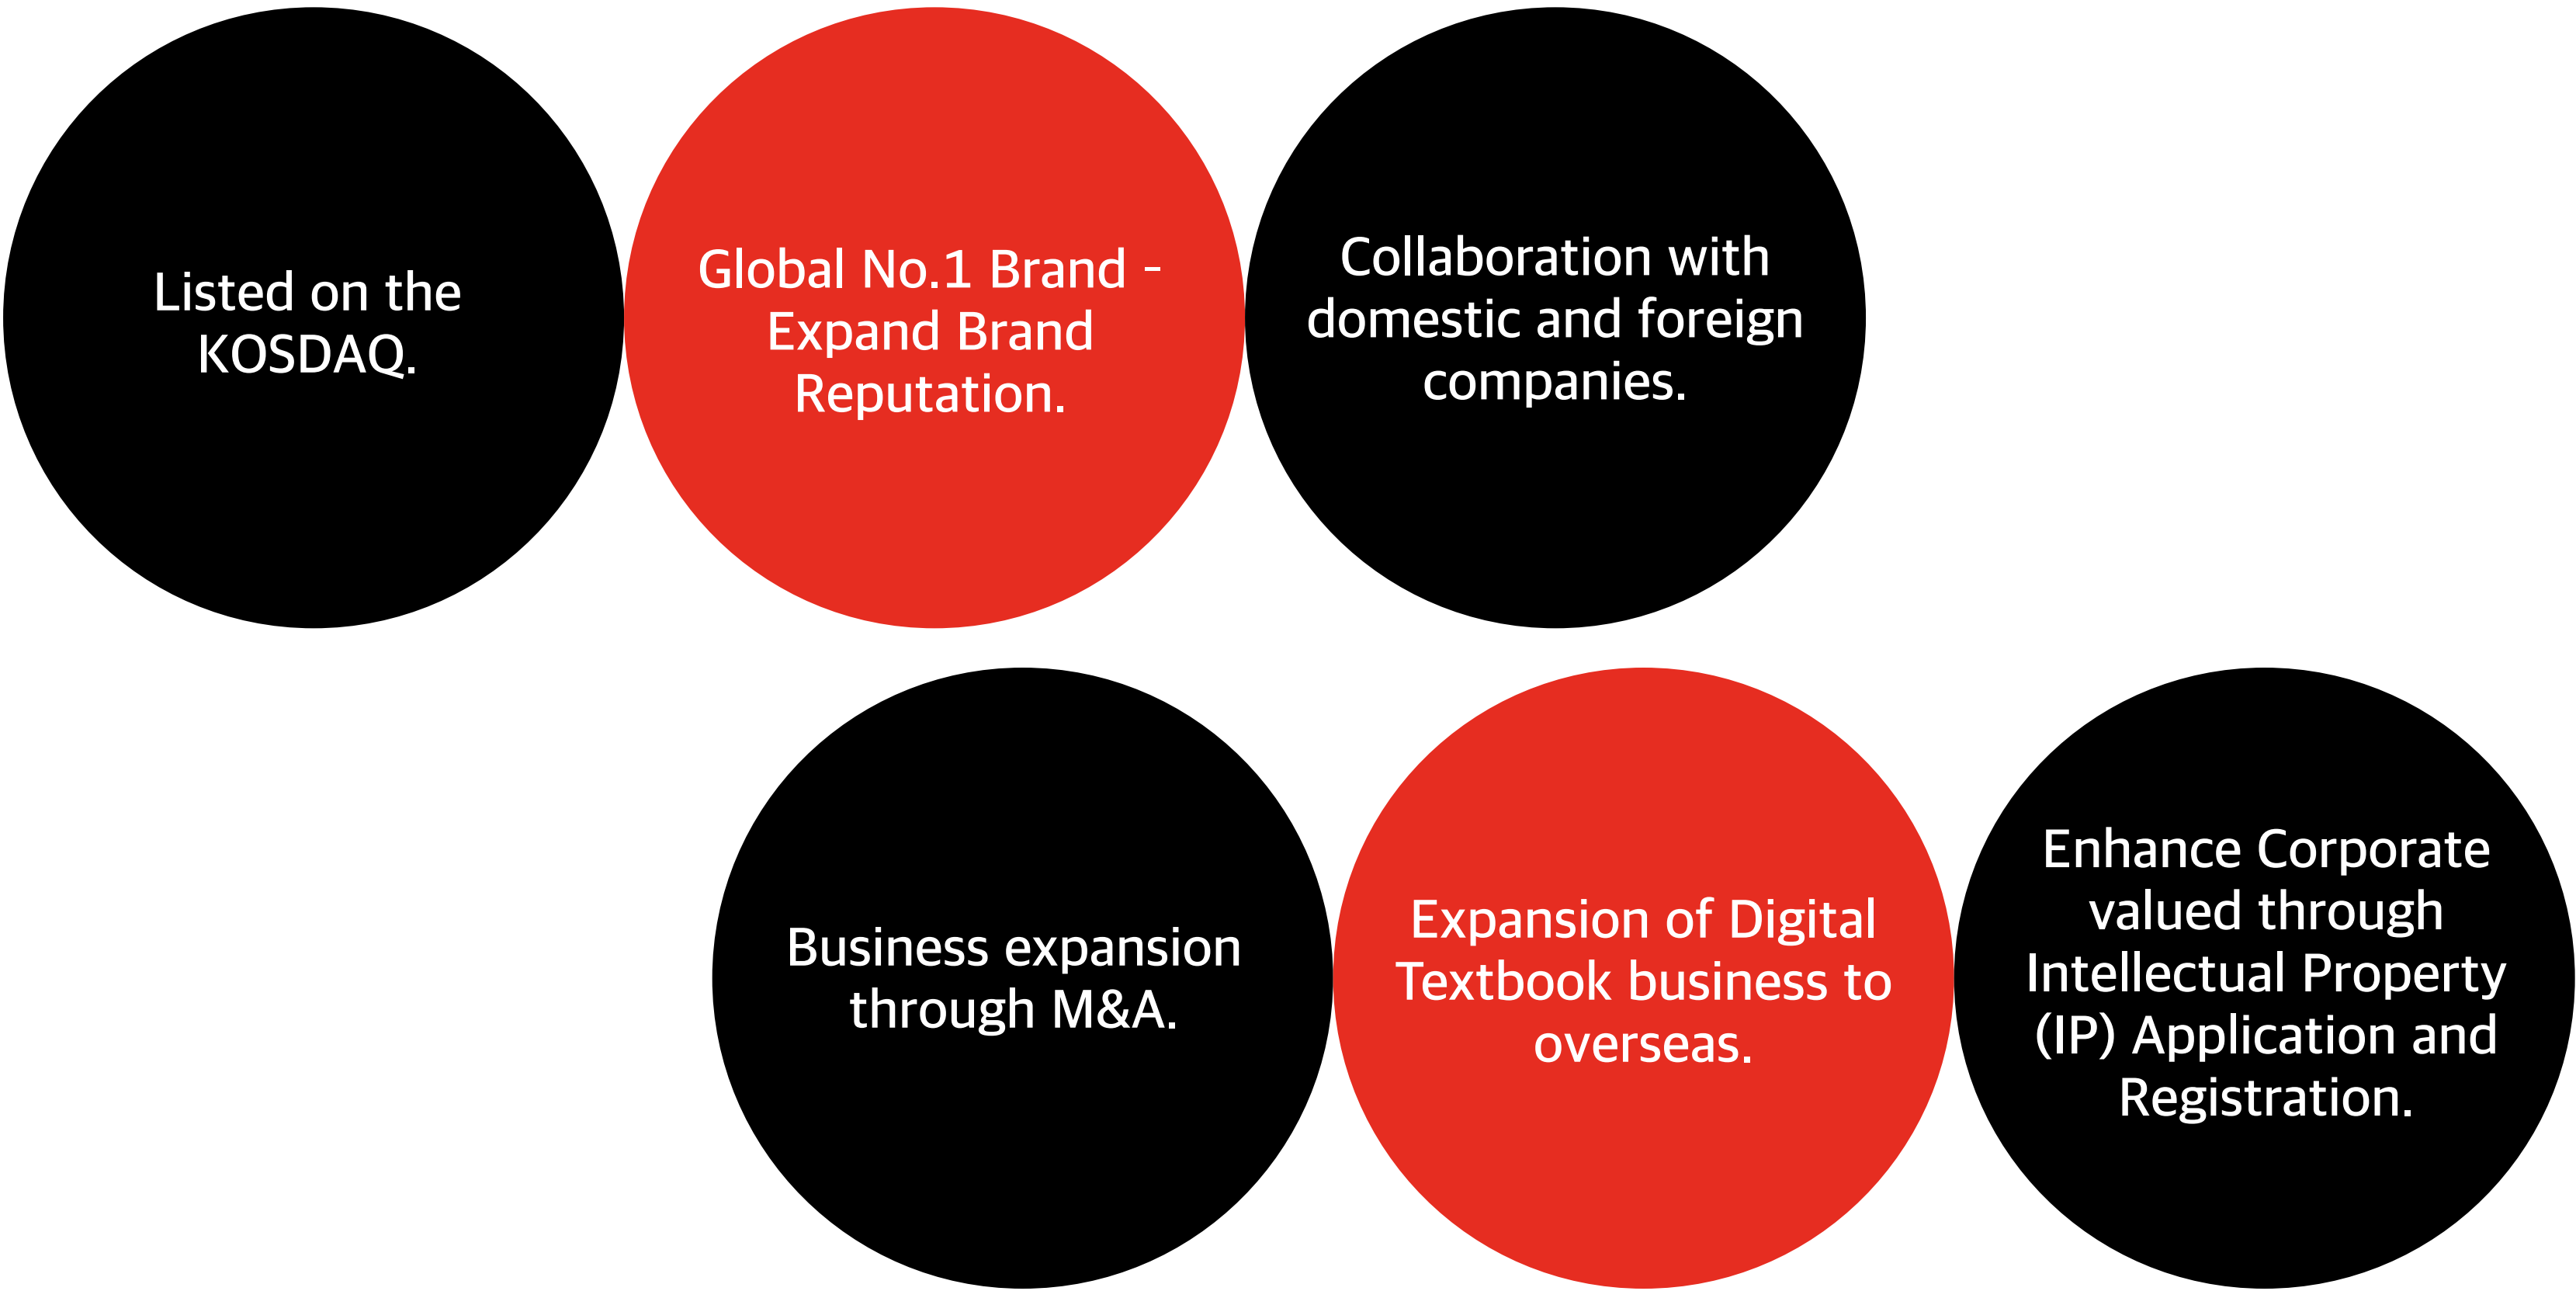 Listed on the
KOSDAQ.
Global No.1 Brand -
Expand Brand
Reputation.
Collaboration with
domestic and foreign
companies.
Business expansion
through M&A.
Expansion of Digital
Textbook business to
overseas.
Enhance Corporate
valued through
Intellectual Property
(IP) Application and
Registration.